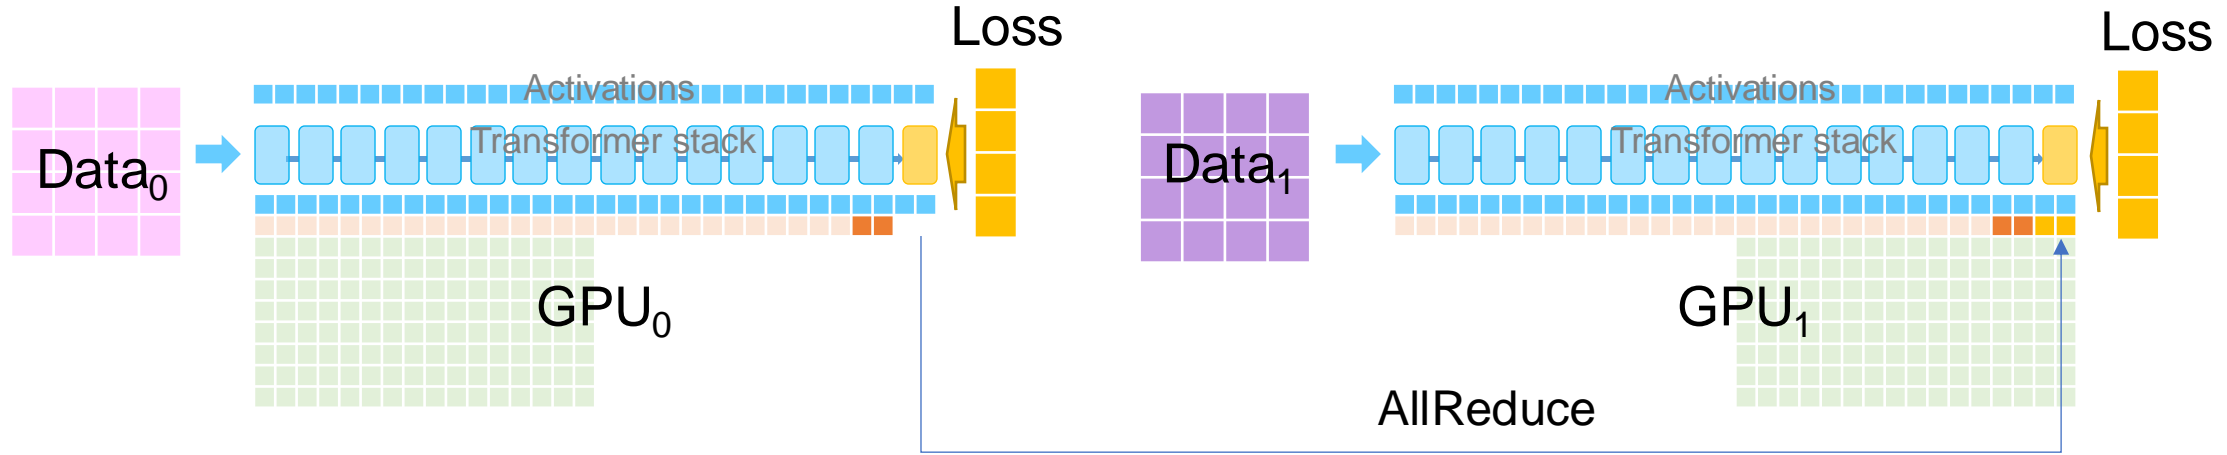 Loss
Activations
Transformer stack
Data0
GPU0
Loss
Activations
Transformer stack
Data1
GPU1
AllReduce